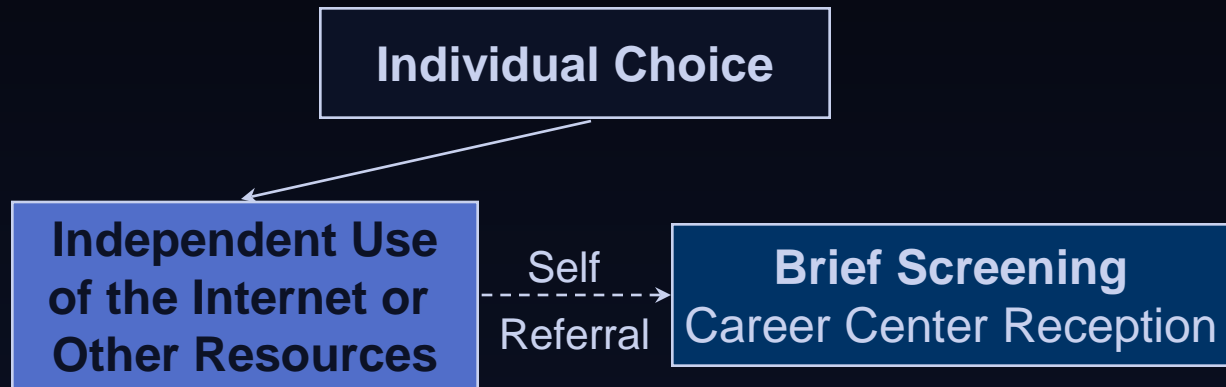 Individual Choice
Independent Use
of the Internet or
Other Resources
Self
Referral
Brief Screening
Career Center Reception